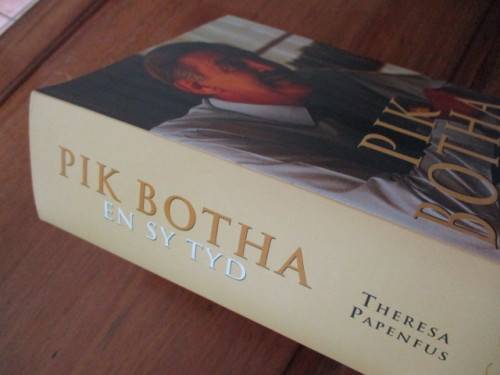 PIK BOTHA
EN SY TYD
THERESA
PAPENFUS
PIK
BOTHA